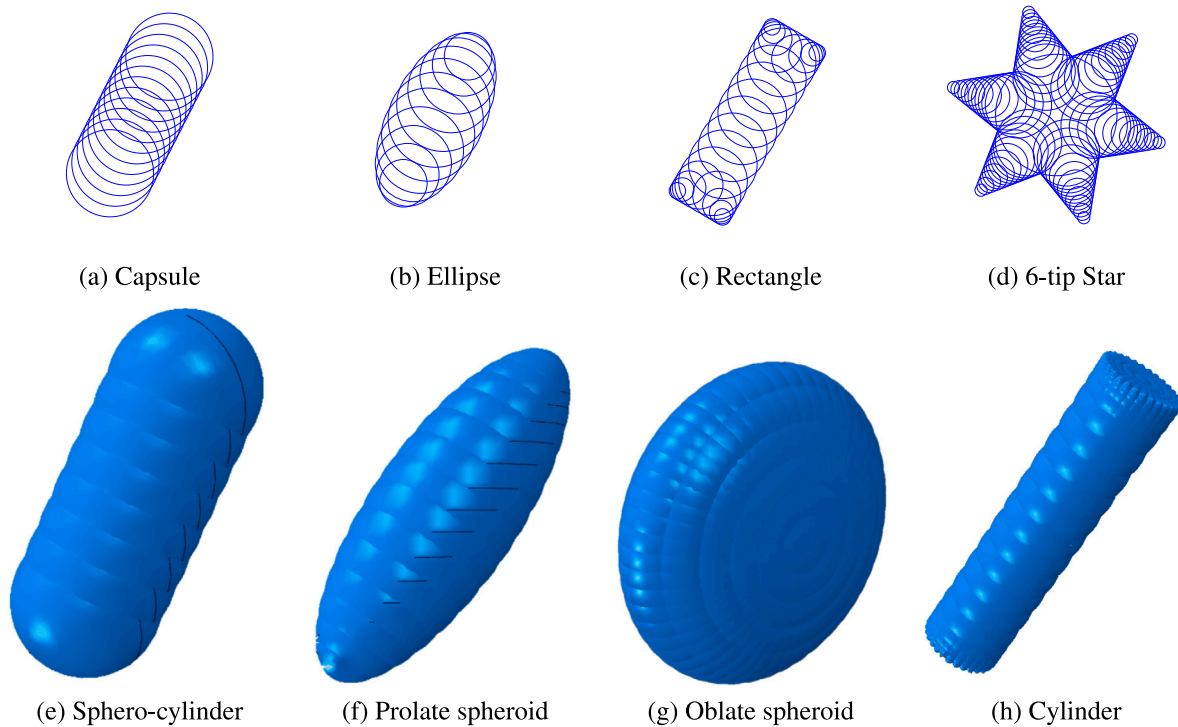 (a) Capsule
(b) Ellipse
(c) Rectangle
(d) 6-tip Star
(e) Sphero-cylinder
(f) Prolate spheroid
(g) Oblate spheroid
(h) Cylinder